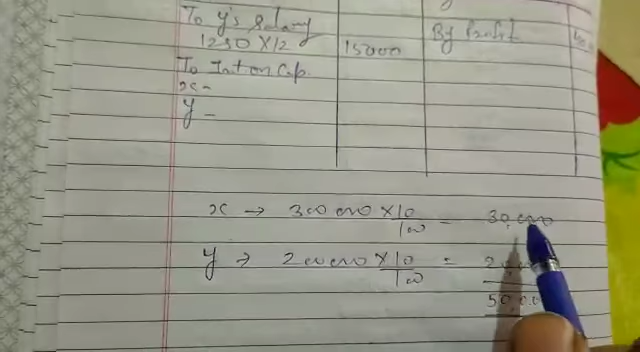 To Y's Salary
1250 X 12 15000 By Profit
To Int on Cap.
x -
Y -
x → 300000 X 10/100 = 30,000
Y → 200000 X 10/100 =
50,00